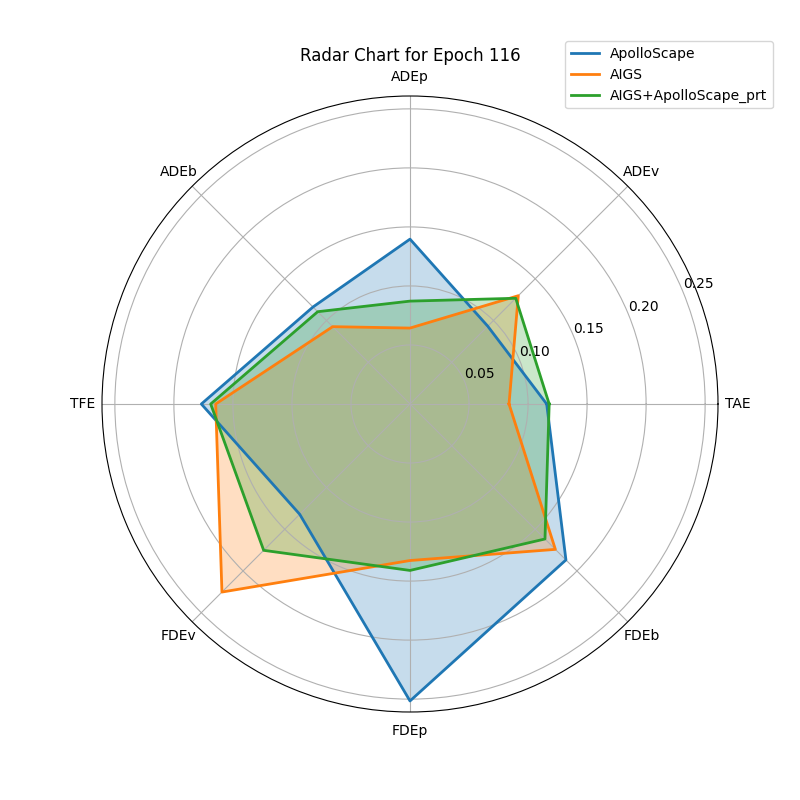 Radar Chart for Epoch 116
ApolloScape
AIGS
AIGS+ApolloScape_prt
ADEp
ADEb
ADEv
0.25
0.20
0.15
0.10
0.05
TFE
TAE
FDEv
FDEb
FDEp